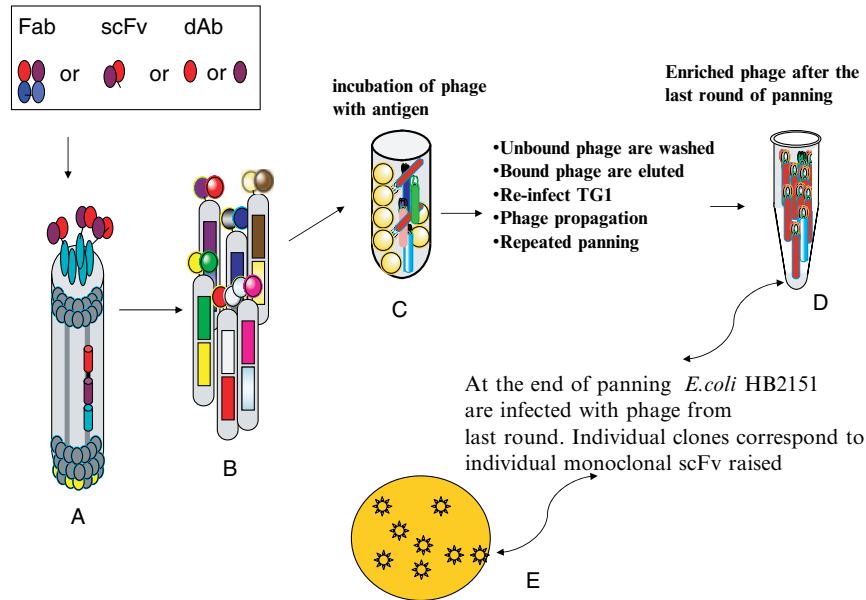 Fab scFv dAb
or or or
incubation of phage
with antigen
Enriched phage after the
last round of panning
•Unbound phage are washed
•Bound phage are eluted
•Re-infect TG1
•Phage propagation
•Repeated panning
A
B
C
D
At the end of panning E.coli HB2151
are infected with phage from
last round. Individual clones correspond to
individual monoclonal scFv raised
E